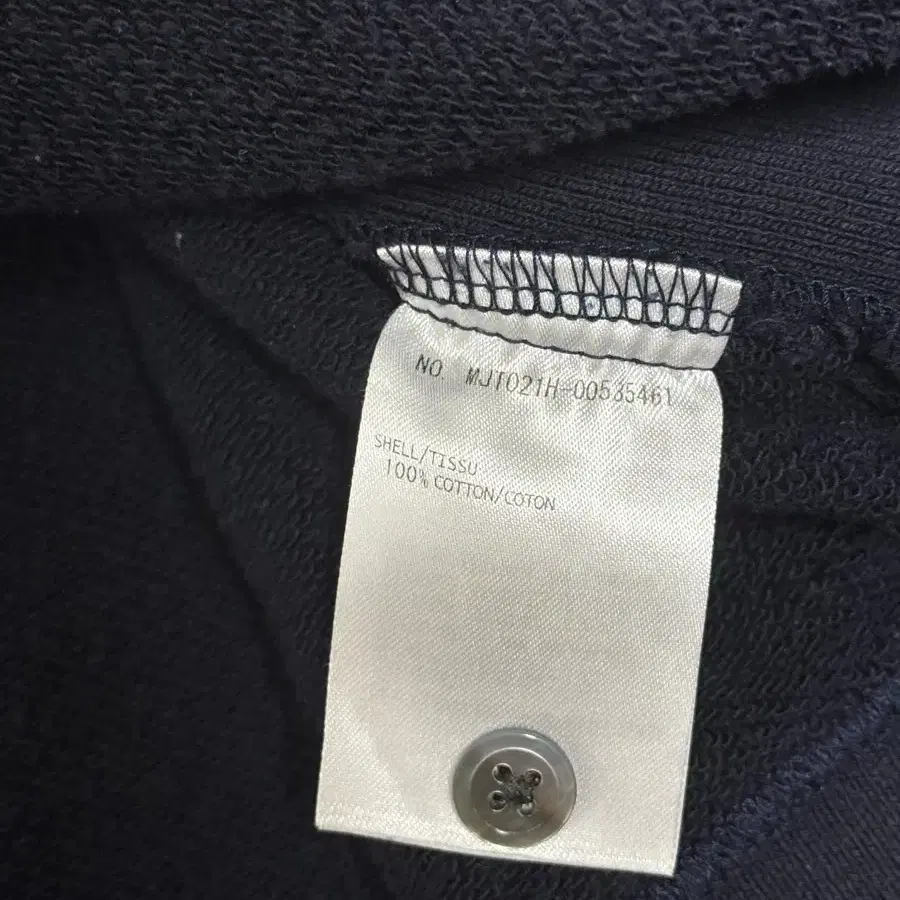 NO. MJT021H-00535461
SHELL/TISSU
100% COTTON/COTON